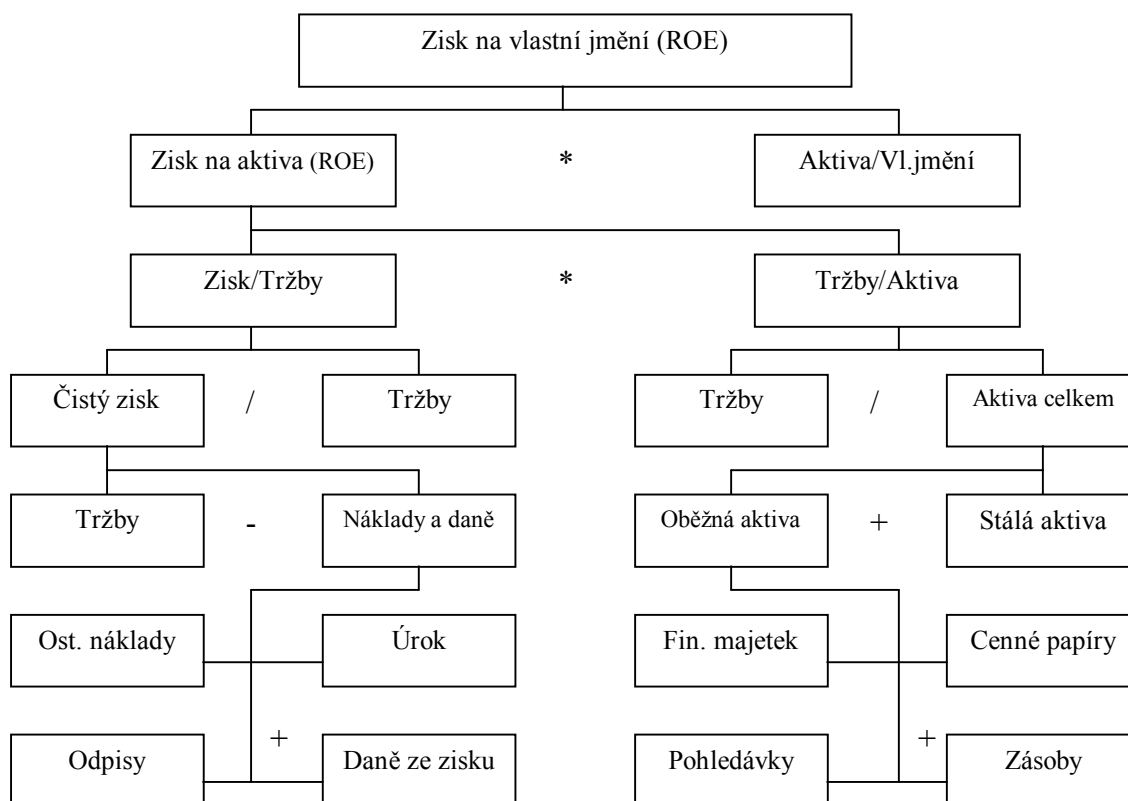 Zisk na vlastní jmění (ROE)
Zisk na aktiva (ROE) * Aktiva/Vl.jmění
Zisk/Tržby * Tržby/Aktiva
Čistý zisk / Tržby Tržby / Aktiva celkem
Tržby - Náklady a daně Oběžná aktiva + Stálá aktiva
Ost. náklady Úrok Fin. majetek Cenné papíry
Odpisy + Daně ze zisku Pohledávky + Zásoby